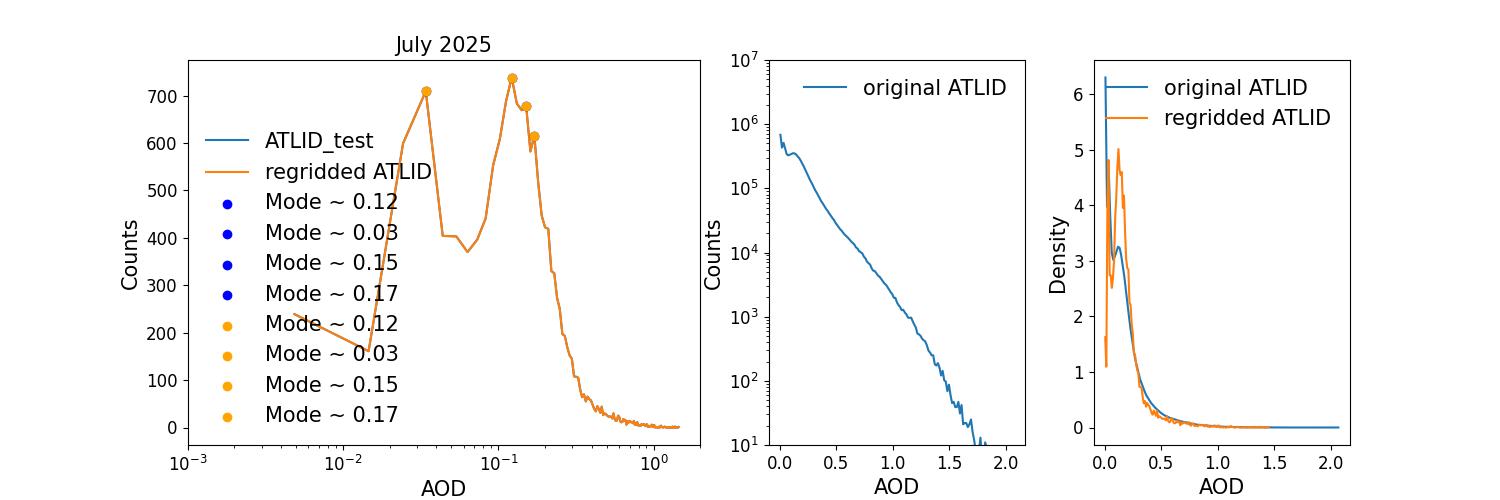 July 2025
Counts
700
600
500
400
300
200
100
0
ATLID_test
regridded ATLID
Mode ~ 0.12
Mode ~ 0.03
Mode ~ 0.15
Mode ~ 0.17
Mode ~ 0.12
Mode ~ 0.03
Mode ~ 0.15
Mode ~ 0.17
10⁻³ 10⁻² 10⁻¹ 10⁰
AOD
Counts
10⁷
10⁶
10⁵
10⁴
10³
10²
10¹
original ATLID
0.0 0.5 1.0 1.5 2.0
AOD
Density
6
5
4
3
2
1
0
original ATLID
regridded ATLID
0.0 0.5 1.0 1.5 2.0
AOD